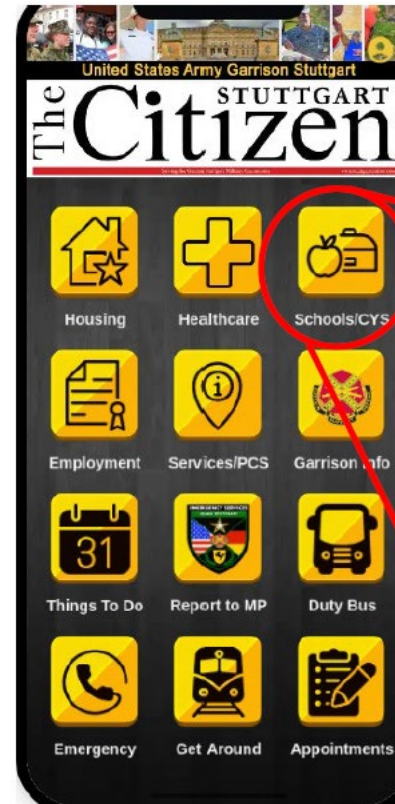 United States Army Garrison Stuttgart
The
STUTTGART
Citizen
Housing
Healthcare
Schools/CYS
Employment
Services/PCS
Garrison Info
31
Things To Do
Report to MP
Duty Bus
Emergency
Get Around
Appointments